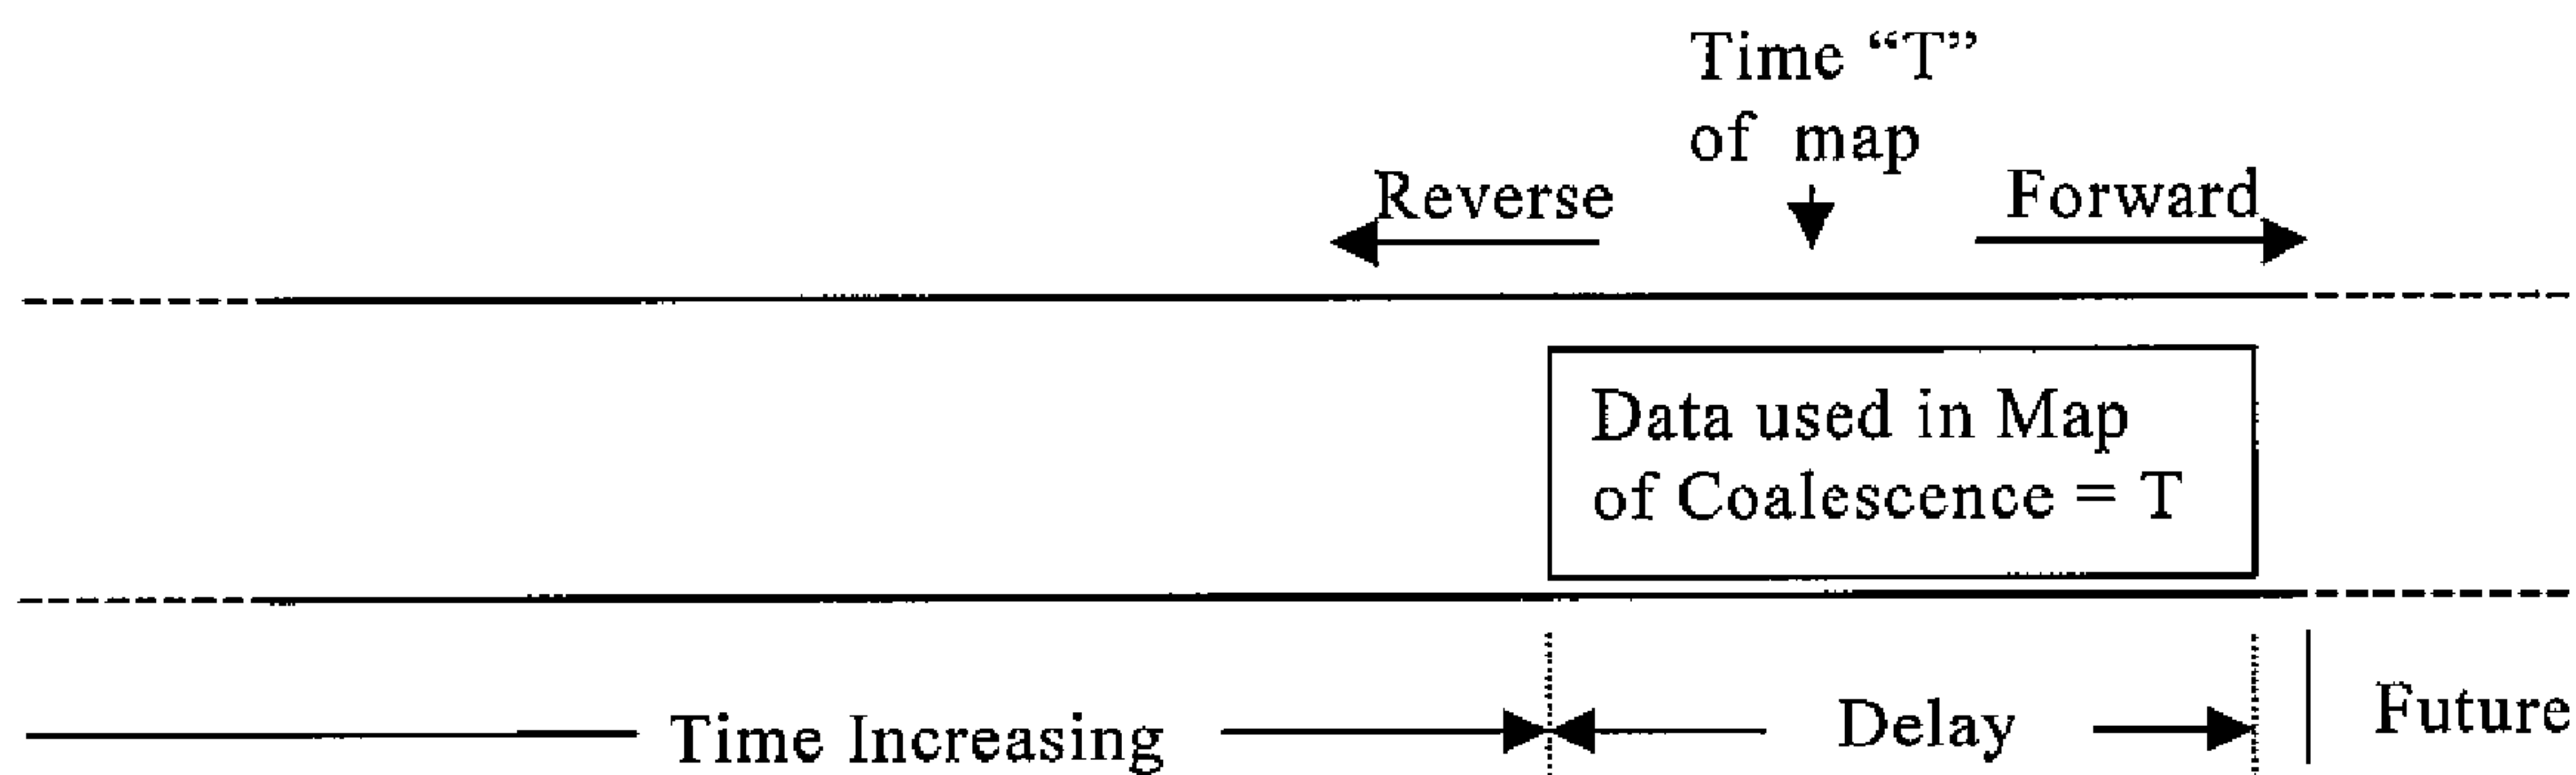 Time “T”
of map
Reverse
Forward
Data used in Map
of Coalescence = T
Time Increasing
Delay
Future